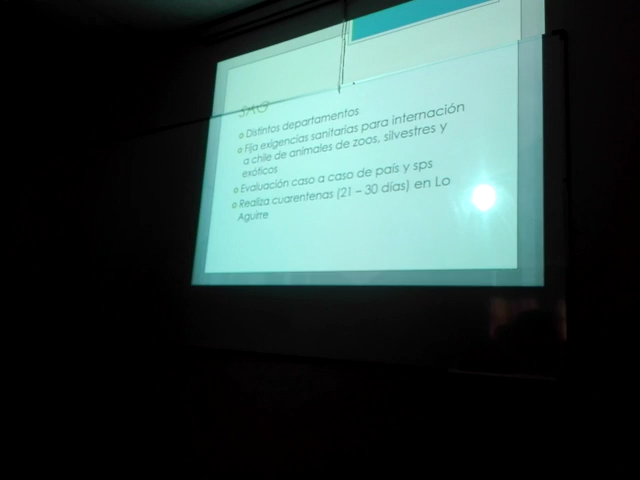 SAG
Distintos departamentos
Fija exigencias sanitarias para internación
a chile de animales de zoos, silvestres y
exóticos
Evaluación caso a caso de país y sps
Realiza cuarentenas (21 – 30 días) en Lo
Aguirre